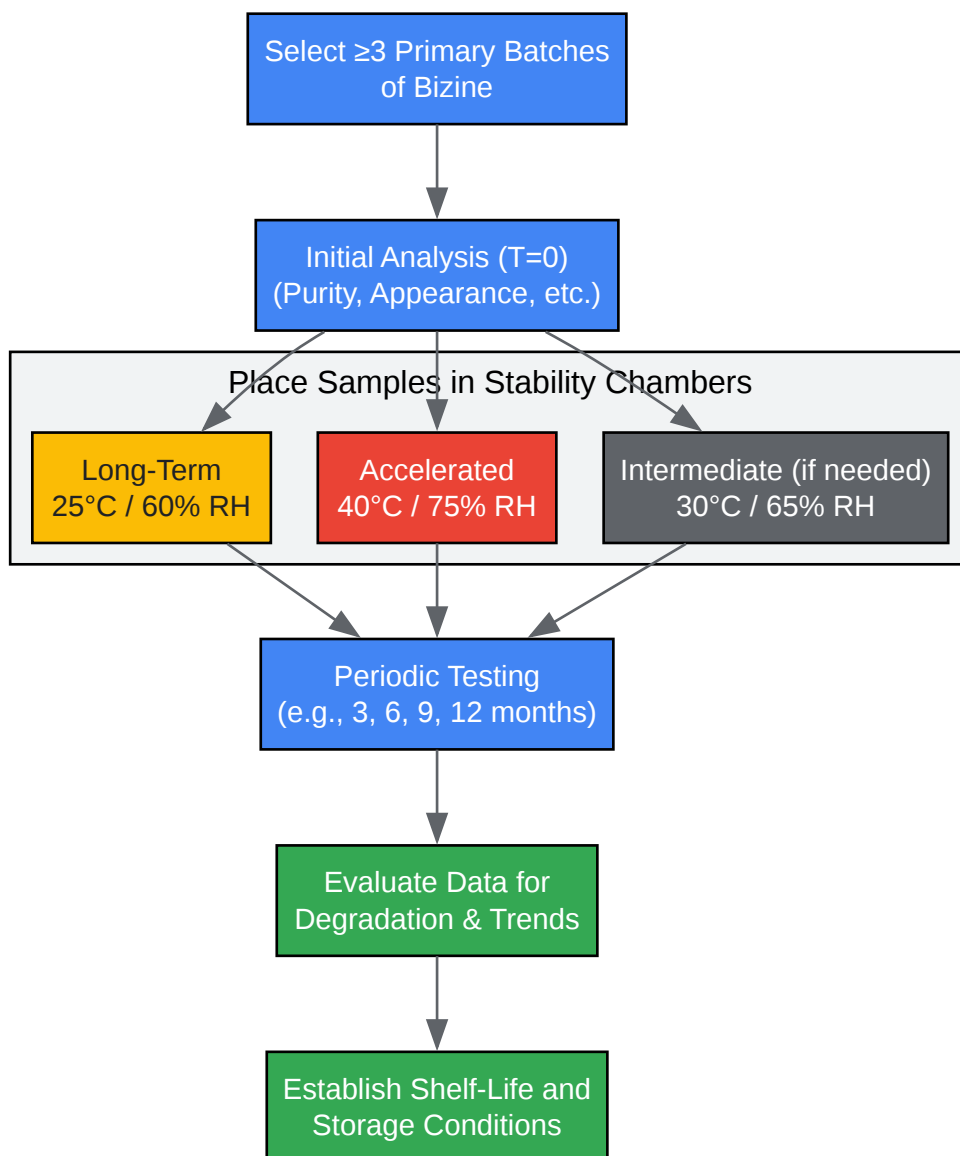 Select ≥3 Primary Batches
of Bizine
Initial Analysis (T=0)
(Purity, Appearance, etc.)
Place Samples in Stability Chambers
Long-Term
25°C / 60% RH
Accelerated
40°C / 75% RH
Intermediate (if needed)
30°C / 65% RH
Periodic Testing
(e.g., 3, 6, 9, 12 months)
Evaluate Data for
Degradation & Trends
Establish Shelf-Life and
Storage Conditions